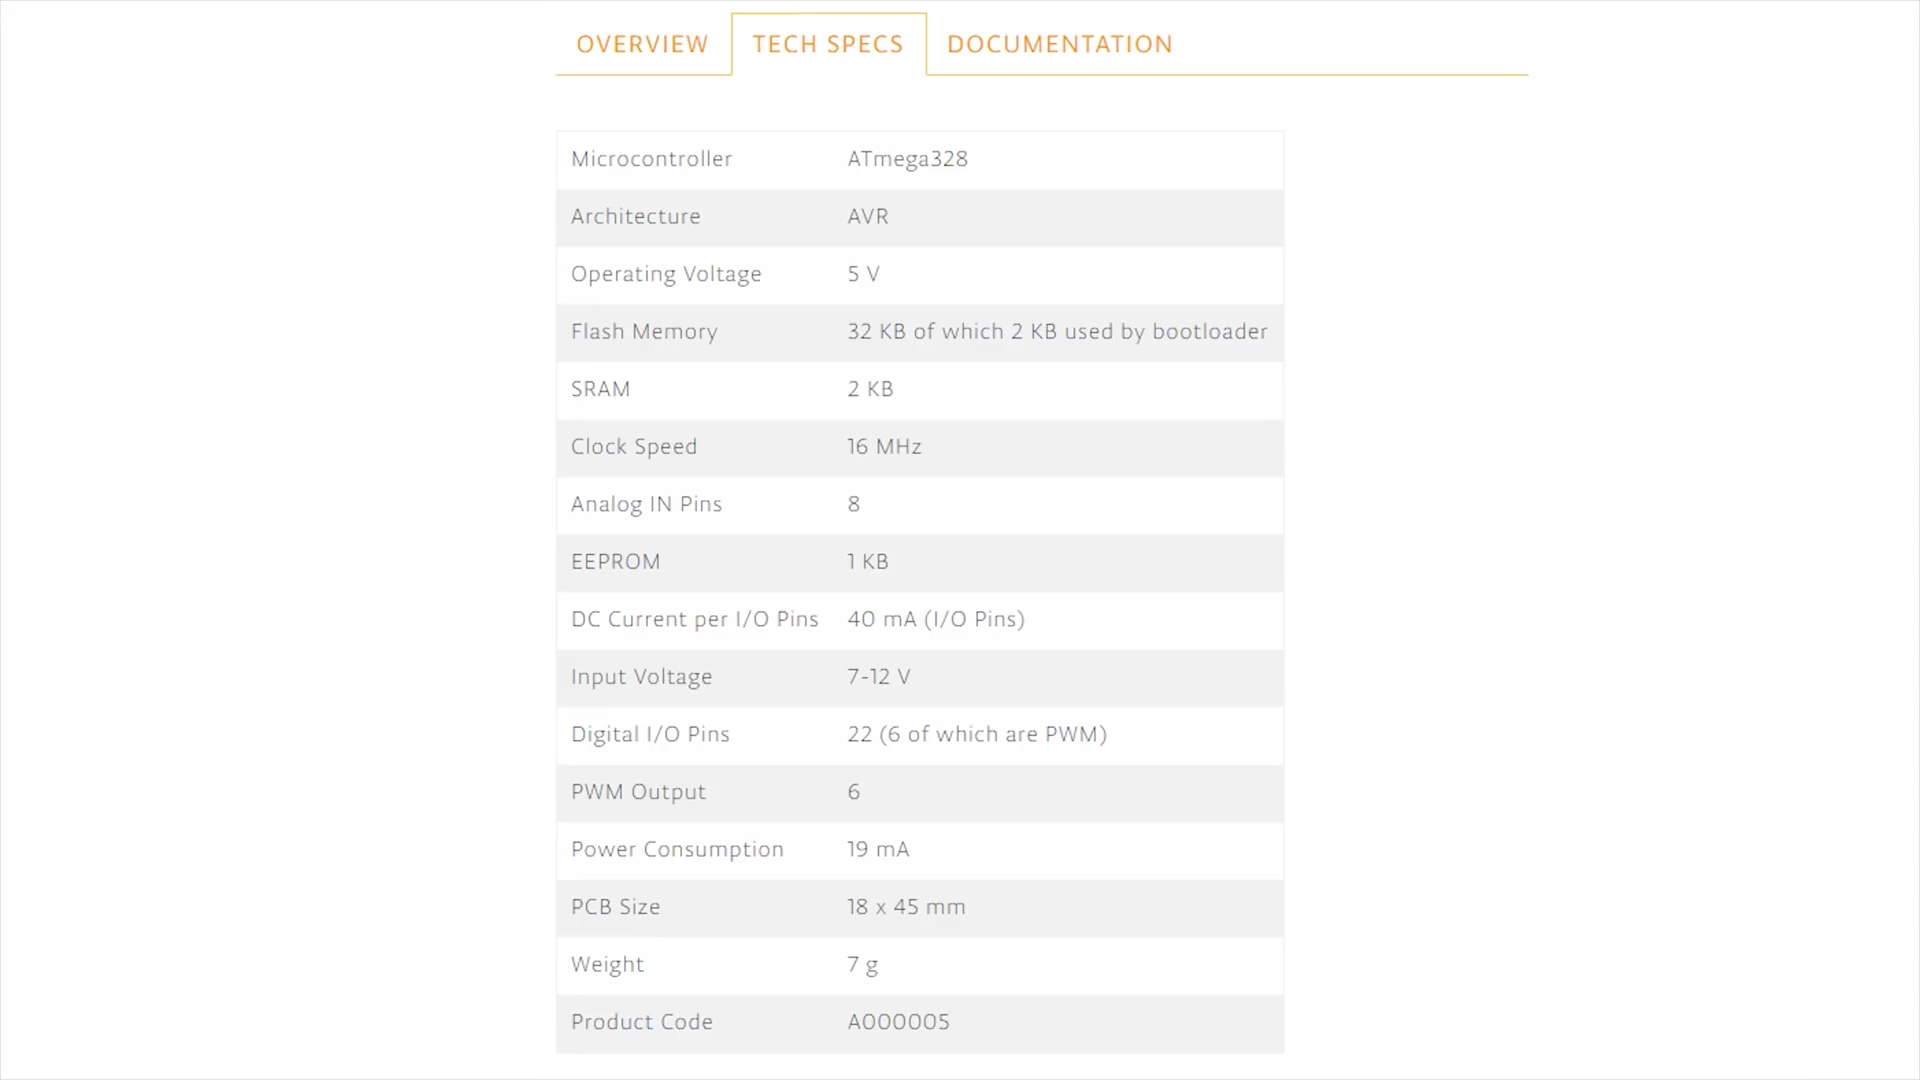 OVERVIEW TECH SPECS DOCUMENTATION
Microcontroller ATmega328
Architecture AVR
Operating Voltage 5 V
Flash Memory 32 KB of which 2 KB used by bootloader
SRAM 2 KB
Clock Speed 16 MHz
Analog IN Pins 8
EEPROM 1 KB
DC Current per I/O Pins 40 mA (I/O Pins)
Input Voltage 7-12 V
Digital I/O Pins 22 (6 of which are PWM)
PWM Output 6
Power Consumption 19 mA
PCB Size 18 x 45 mm
Weight 7 g
Product Code A000005